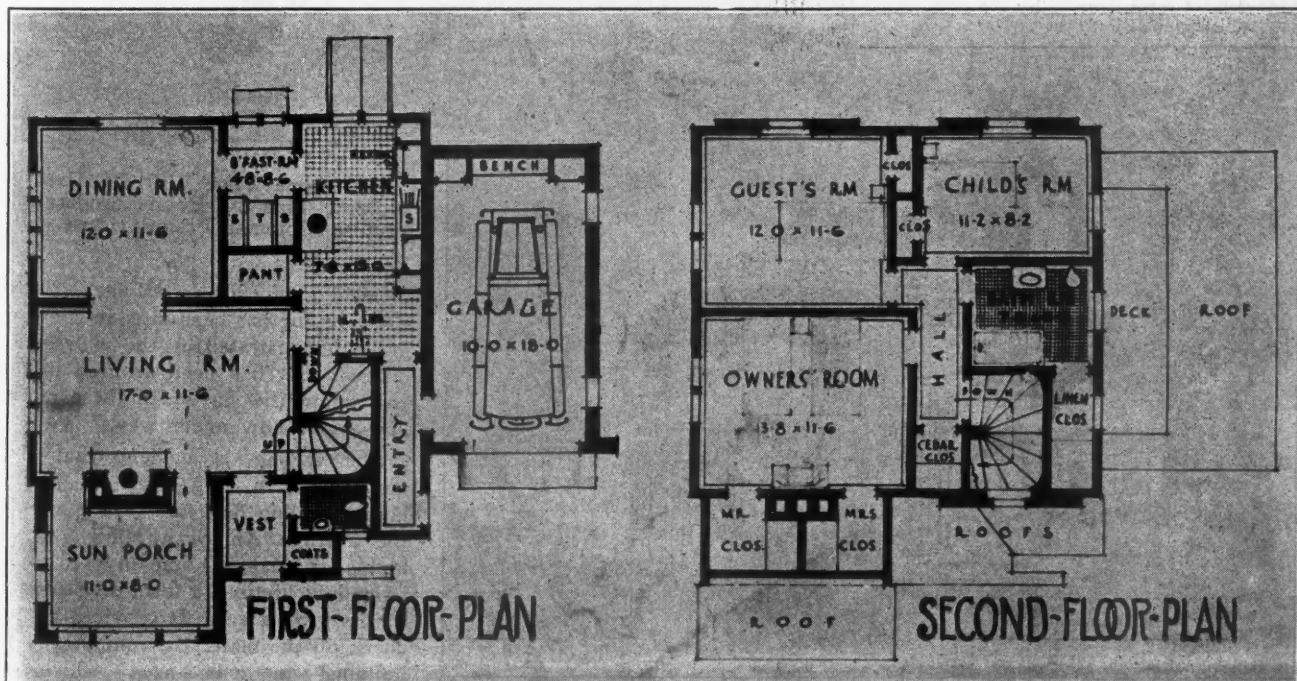 DINING RM.
12-0 x 11-6
B'FAST-RM
4-8-8-6
S T S
PANT
KITCHEN
S
BENCH
GARAGE
10-0 x 18-0
LIVING RM.
17-0 x 11-6
UP
ENTRY
VEST
COATS
SUN PORCH
11-0 x 8-0
FIRST-FLOOR-PLAN
GUEST'S RM
12-0 x 11-6
CLOS
CLOS
CHILD'S RM
11-2 x 8-2
HALL
DECK
ROOF
OWNERS' ROOM
13-8 x 11-6
DOWN
LINEN
CLOS.
CEDAR
CLOS.
MR.
CLOS.
MRS
CLOS.
ROOFS
ROOF
SECOND-FLOOR-PLAN